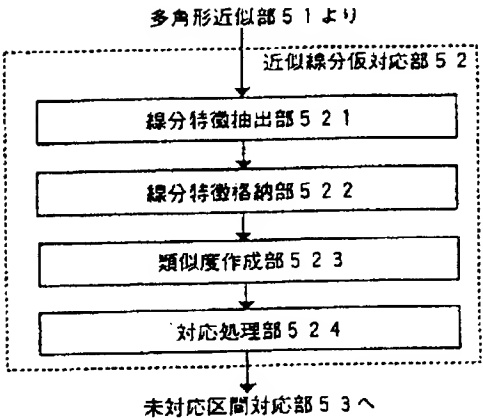 多角形近似部51より
近似線分仮対応部52
線分特徴抽出部521
線分特徴格納部522
類似度作成部523
対応処理部524
未対応区間対応部53へ